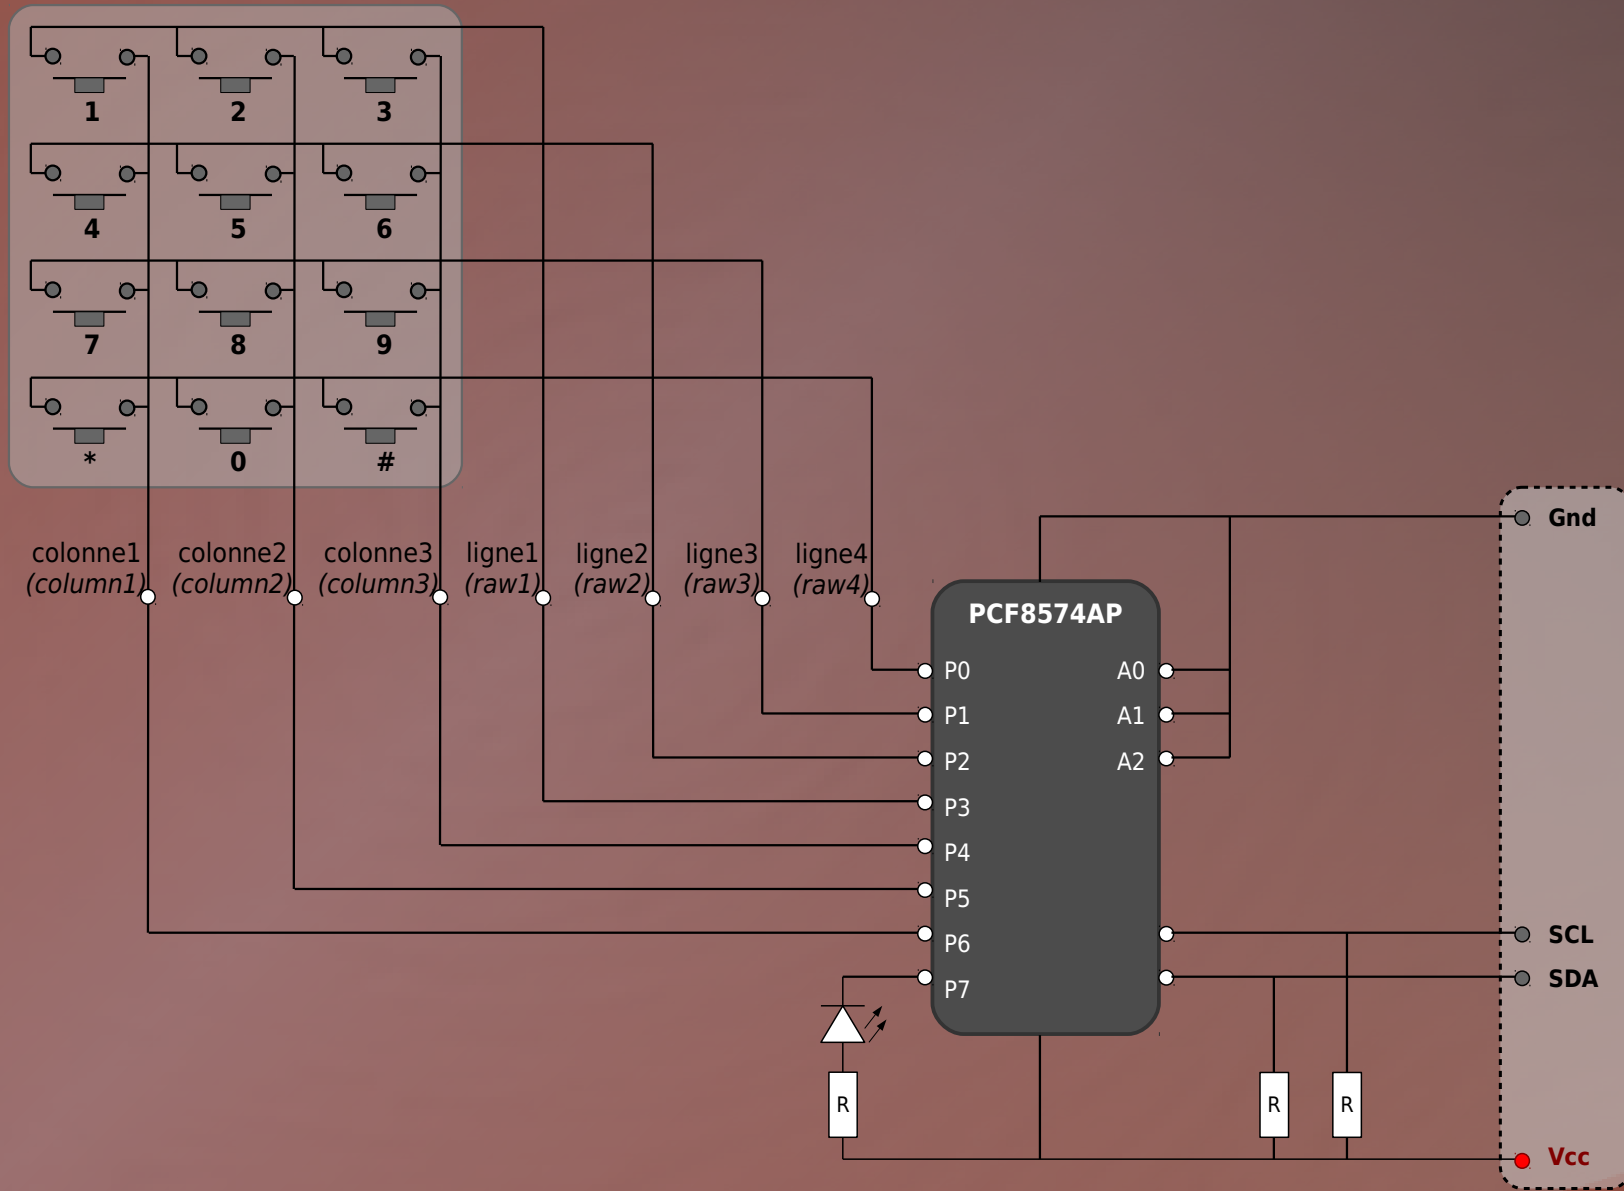 1 2 3
4 5 6
7 8 9
* 0 #
colonne1 colonne2 colonne3 ligne1 ligne2 ligne3 ligne4
(column1) (column2) (column3) (raw1) (raw2) (raw3) (raw4)
PCF8574AP
P0 A0
P1 A1
P2 A2
P3
P4
P5
P6
P7
R
R R
Gnd
SCL
SDA
Vcc